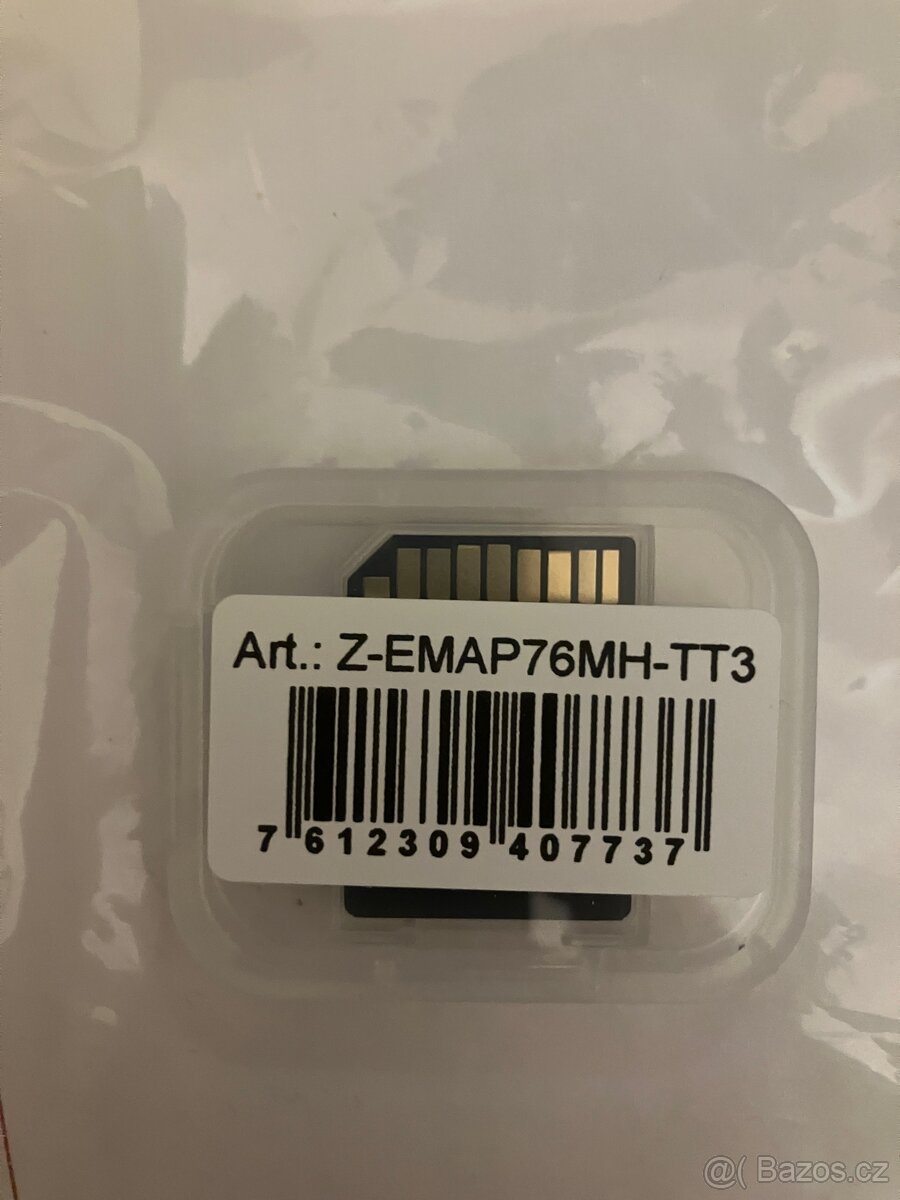 Art.: Z-EMAP76MH-TT3
7 612309 407737
@( Bazos.cz